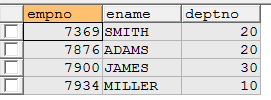 empno ename deptno
7369 SMITH 20
7876 ADAMS 20
7900 JAMES 30
7934 MILLER 10